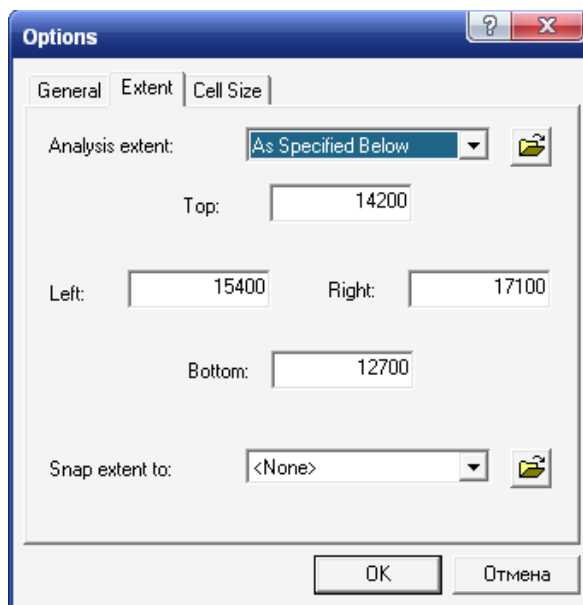 Options
General Extent Cell Size
Analysis extent: As Specified Below
Top: 14200
Left: 15400 Right: 17100
Bottom: 12700
Snap extent to: <None>
OK Отмена